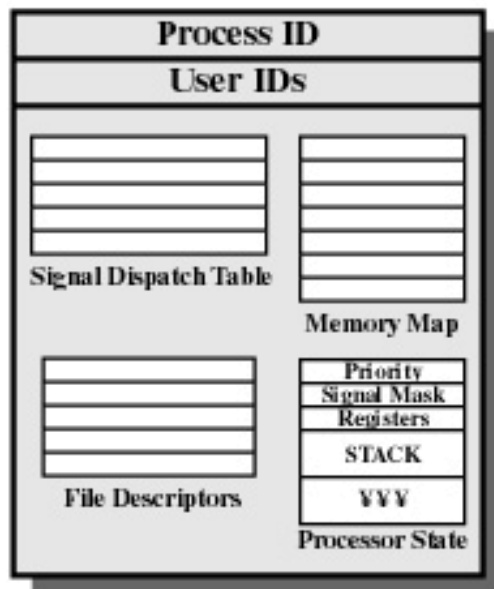 Process ID
User IDs
Signal Dispatch Table
Memory Map
File Descriptors
Priority
Signal Mask
Registers
STACK
¥¥¥
Processor State